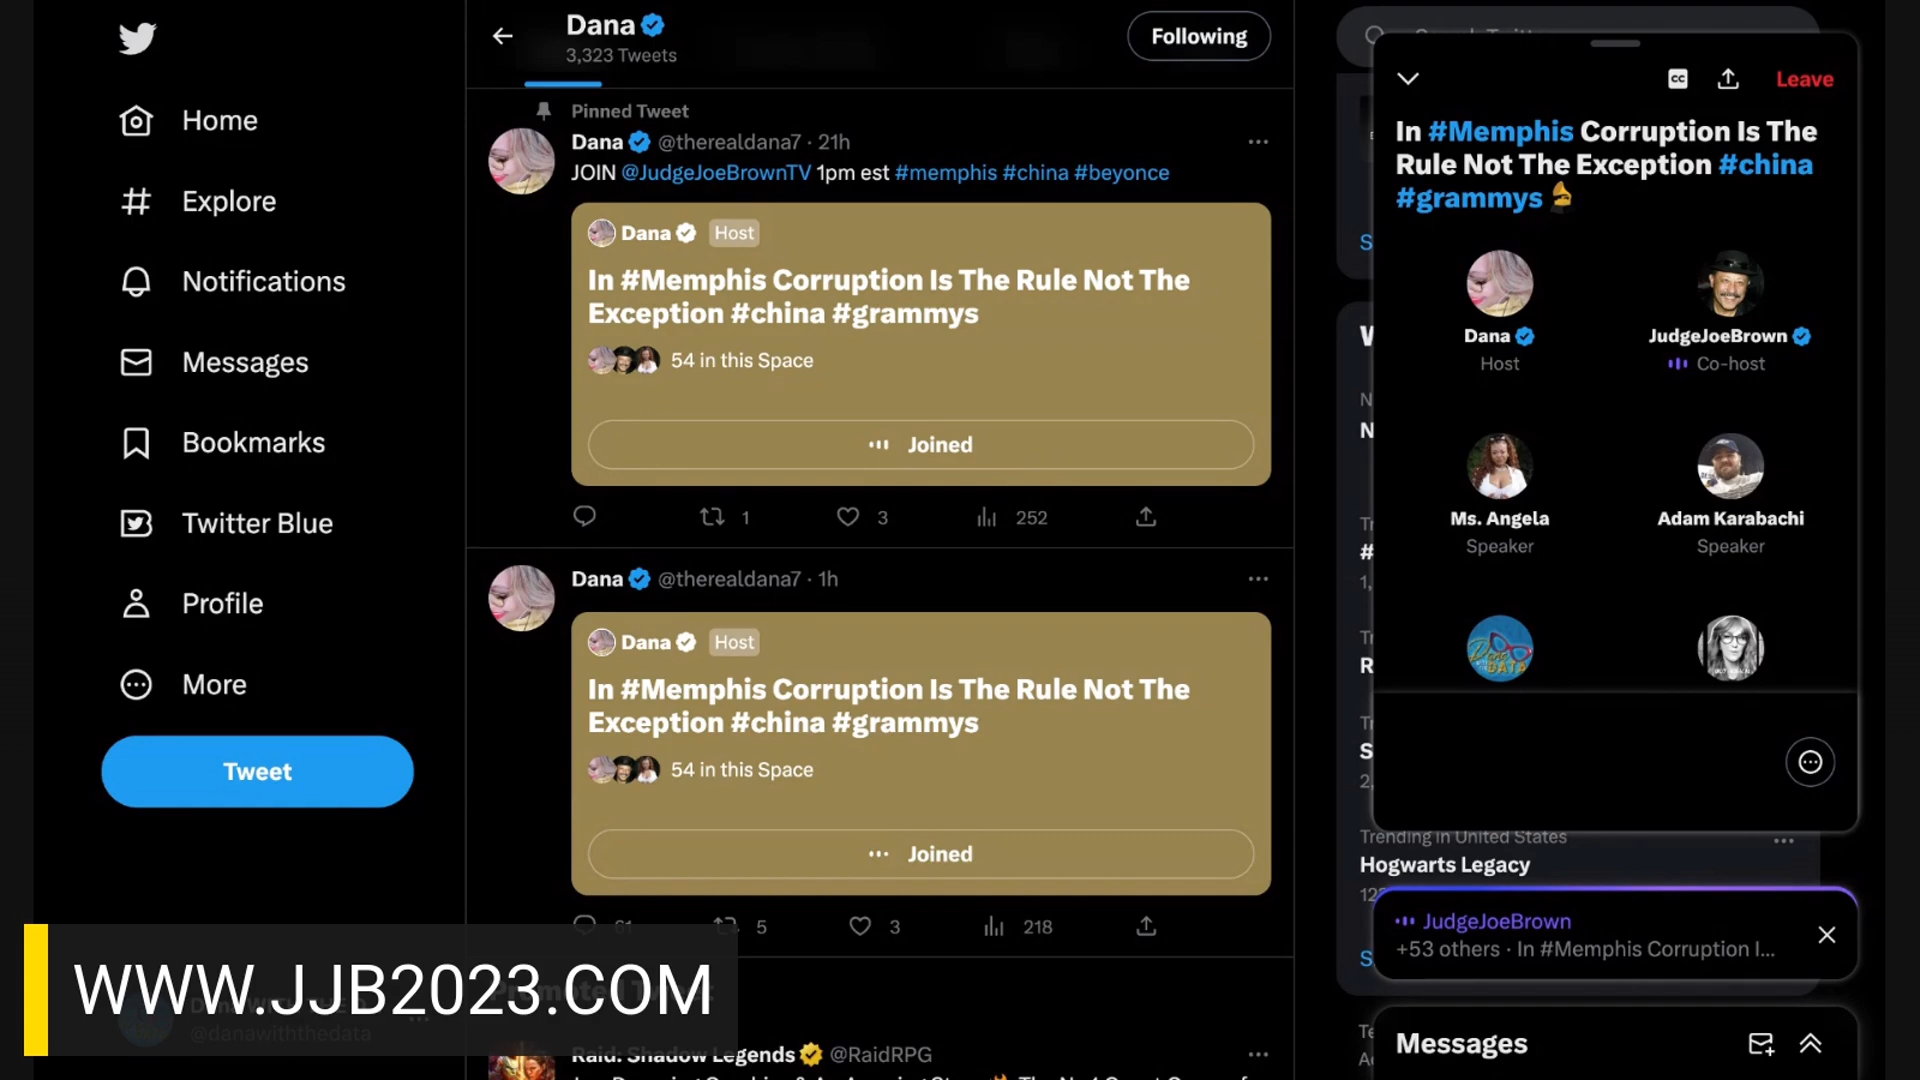 Home
Explore
Notifications
Messages
Bookmarks
Twitter Blue
Profile
More
Tweet
Dana
3,323 Tweets
Following
Pinned Tweet
Dana @therealdana7 · 21h
JOIN @JudgeJoeBrownTV 1pm est #memphis #china #beyonce
Dana Host
In #Memphis Corruption Is The Rule Not The
Exception #china #grammys
54 in this Space
Joined
1 3 252
Dana @therealdana7 · 1h
Dana Host
In #Memphis Corruption Is The Rule Not The
Exception #china #grammys
54 in this Space
Joined
61 5 3 218
Raid: Shadow Legends @RaidRPG
CC
Leave
In #Memphis Corruption Is The
Rule Not The Exception #china
#grammys
Dana
Host
JudgeJoeBrown
Co-host
Ms. Angela
Speaker
Adam Karabachi
Speaker
Trending in United States
Hogwarts Legacy
JudgeJoeBrown
+53 others · In #Memphis Corruption I...
Messages
WWW.JJB2023.COM
@danawiththedata